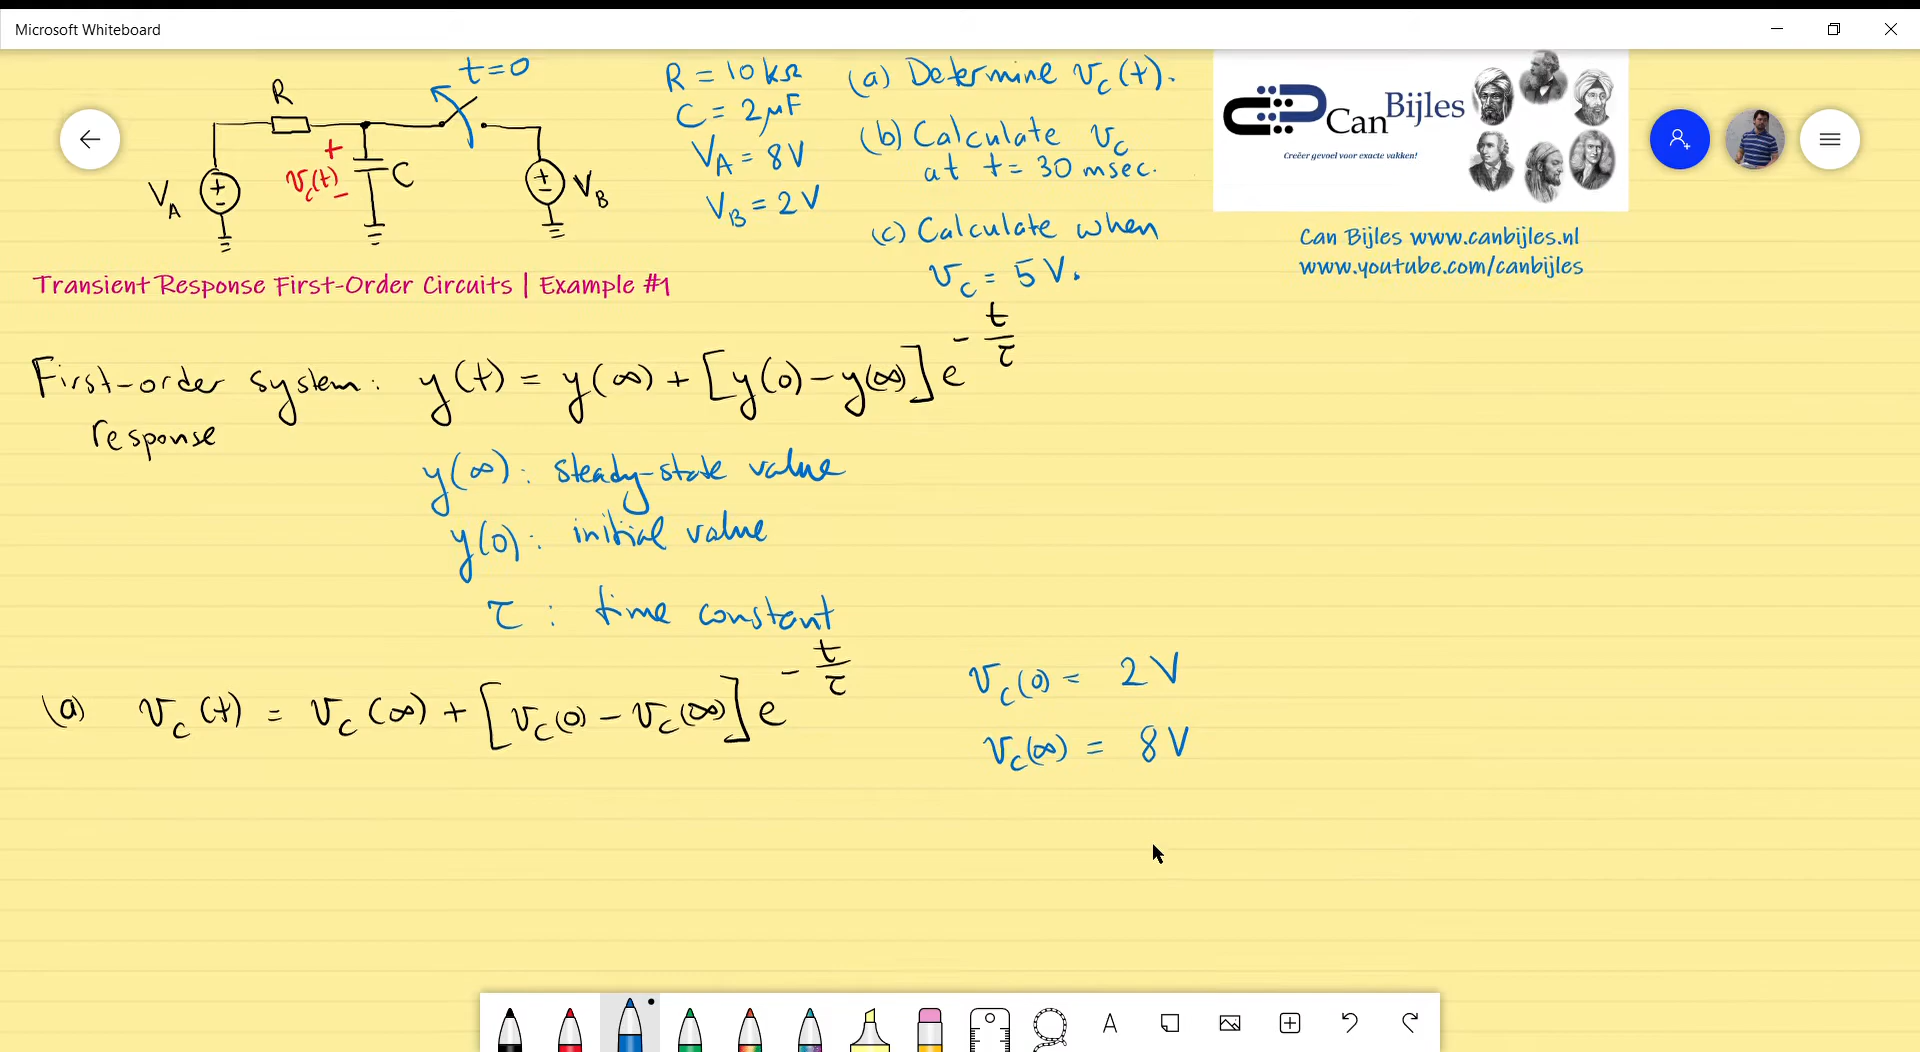 Microsoft Whiteboard
t=0
R
+
v_c(t)
−
C
V_A
+
−
+
−
V_B
R = 10 kΩ
C = 2 μF
V_A = 8V
V_B = 2V
(a) Determine v_c(t).
(b) Calculate v_c
at t = 30 msec.
(c) Calculate when
v_c = 5 V.
CanBijles
Creëer gevoel voor exacte vakken!
Can Bijles www.canbijles.nl
www.youtube.com/canbijles
Transient Response First-Order Circuits | Example #1
First-order system: y(t) = y(∞) + [y(0) − y(∞)] e^(−t/τ)
response
y(∞): steady-state value
y(0): initial value
τ : time constant
(a) v_c(t) = v_c(∞) + [v_c(0) − v_c(∞)] e^(−t/τ)
v_c(0) = 2 V
v_c(∞) = 8 V
A